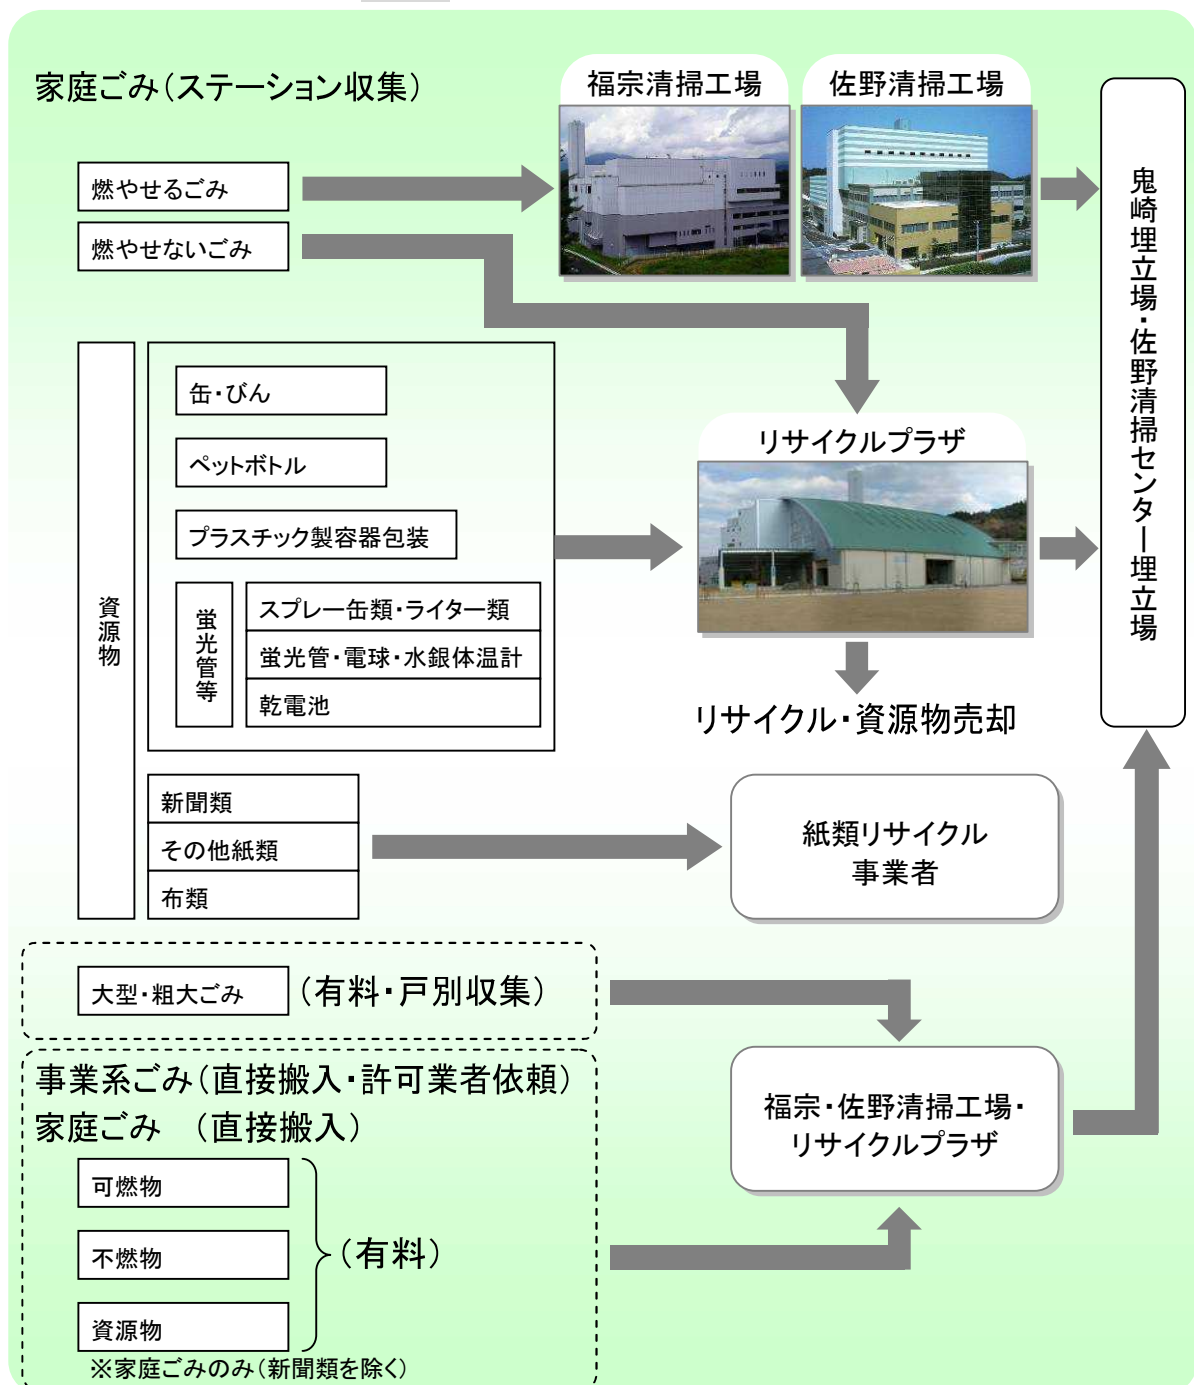 家庭ごみ（ステーション収集）
福宗清掃工場
佐野清掃工場
燃やせるごみ
燃やせないごみ
鬼崎埋立場・佐野清掃センター埋立場
資源物
缶・びん
ペットボトル
プラスチック製容器包装
蛍光管等
スプレー缶類・ライター類
蛍光管・電球・水銀体温計
乾電池
リサイクルプラザ
リサイクル・資源物売却
新聞類
その他紙類
布類
紙類リサイクル
事業者
大型・粗大ごみ
（有料・戸別収集）
事業系ごみ（直接搬入・許可業者依頼）
家庭ごみ　（直接搬入）
福宗・佐野清掃工場・
リサイクルプラザ
可燃物
不燃物
（有料）
資源物
※家庭ごみのみ（新聞類を除く）